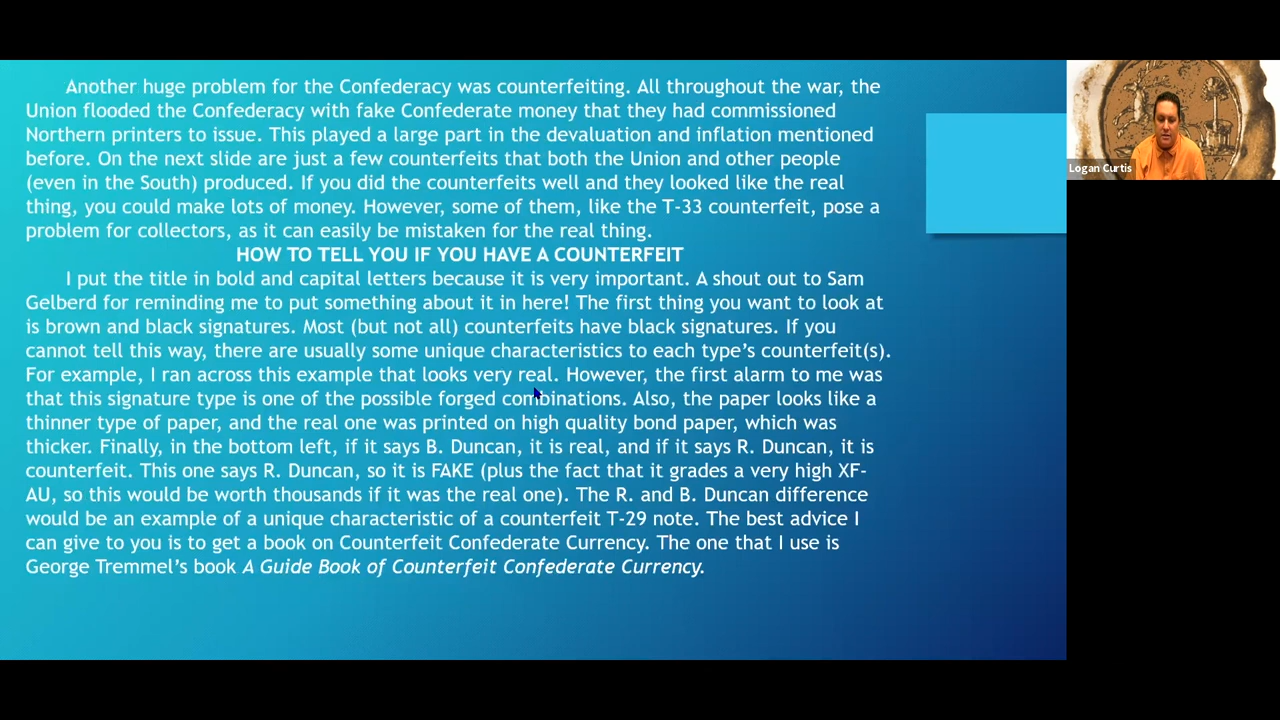 Another huge problem for the Confederacy was counterfeiting. All throughout the war, the
Union flooded the Confederacy with fake Confederate money that they had commissioned
Northern printers to issue. This played a large part in the devaluation and inflation mentioned
before. On the next slide are just a few counterfeits that both the Union and other people
(even in the South) produced. If you did the counterfeits well and they looked like the real
thing, you could make lots of money. However, some of them, like the T-33 counterfeit, pose a
problem for collectors, as it can easily be mistaken for the real thing.
HOW TO TELL YOU IF YOU HAVE A COUNTERFEIT
I put the title in bold and capital letters because it is very important. A shout out to Sam
Gelberd for reminding me to put something about it in here! The first thing you want to look at
is brown and black signatures. Most (but not all) counterfeits have black signatures. If you
cannot tell this way, there are usually some unique characteristics to each type’s counterfeit(s).
For example, I ran across this example that looks very real. However, the first alarm to me was
that this signature type is one of the possible forged combinations. Also, the paper looks like a
thinner type of paper, and the real one was printed on high quality bond paper, which was
thicker. Finally, in the bottom left, if it says B. Duncan, it is real, and if it says R. Duncan, it is
counterfeit. This one says R. Duncan, so it is FAKE (plus the fact that it grades a very high XF-
AU, so this would be worth thousands if it was the real one). The R. and B. Duncan difference
would be an example of a unique characteristic of a counterfeit T-29 note. The best advice I
can give to you is to get a book on Counterfeit Confederate Currency. The one that I use is
George Tremmel’s book A Guide Book of Counterfeit Confederate Currency.
Logan Curtis